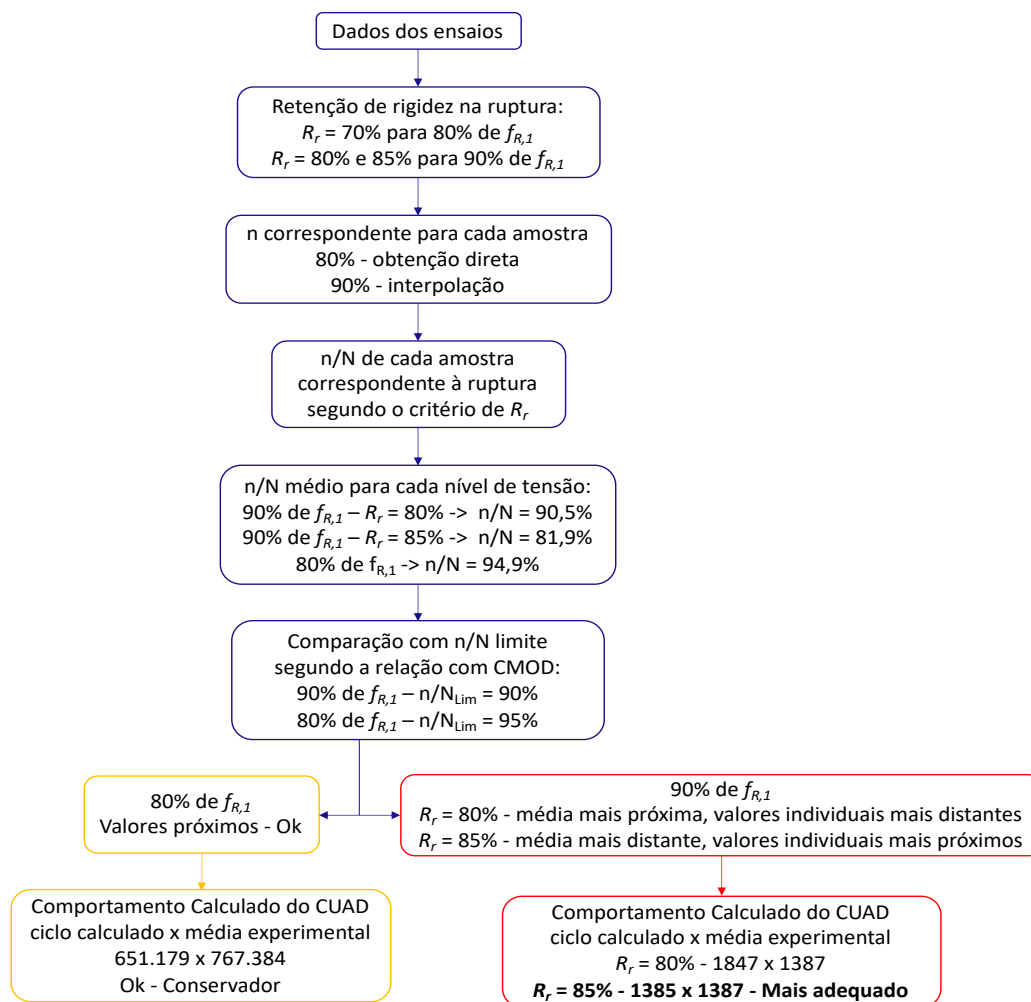 Dados dos ensaios
Retenção de rigidez na ruptura:
Rr = 70% para 80% de fR,1
Rr = 80% e 85% para 90% de fR,1
n correspondente para cada amostra
80% - obtenção direta
90% - interpolação
n/N de cada amostra
correspondente à ruptura
segundo o critério de Rr
n/N médio para cada nível de tensão:
90% de fR,1 – Rr = 80% -> n/N = 90,5%
90% de fR,1 – Rr = 85% -> n/N = 81,9%
80% de fR,1 -> n/N = 94,9%
Comparação com n/N limite
segundo a relação com CMOD:
90% de fR,1 – n/NLim = 90%
80% de fR,1 – n/NLim = 95%
80% de fR,1
Valores próximos - Ok
90% de fR,1
Rr = 80% - média mais próxima, valores individuais mais distantes
Rr = 85% - média mais distante, valores individuais mais próximos
Comportamento Calculado do CUAD
ciclo calculado x média experimental
651.179 x 767.384
Ok - Conservador
Comportamento Calculado do CUAD
ciclo calculado x média experimental
Rr = 80% - 1847 x 1387
Rr = 85% - 1385 x 1387 - Mais adequado